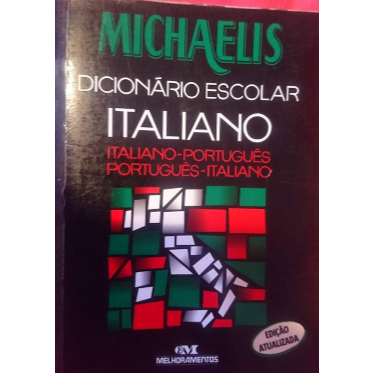 MICHAELIS
DICIONÁRIO ESCOLAR
ITALIANO
ITALIANO-PORTUGUÊS
PORTUGUÊS-ITALIANO
EDIÇÃO
ATUALIZADA
MELHORAMENTOS